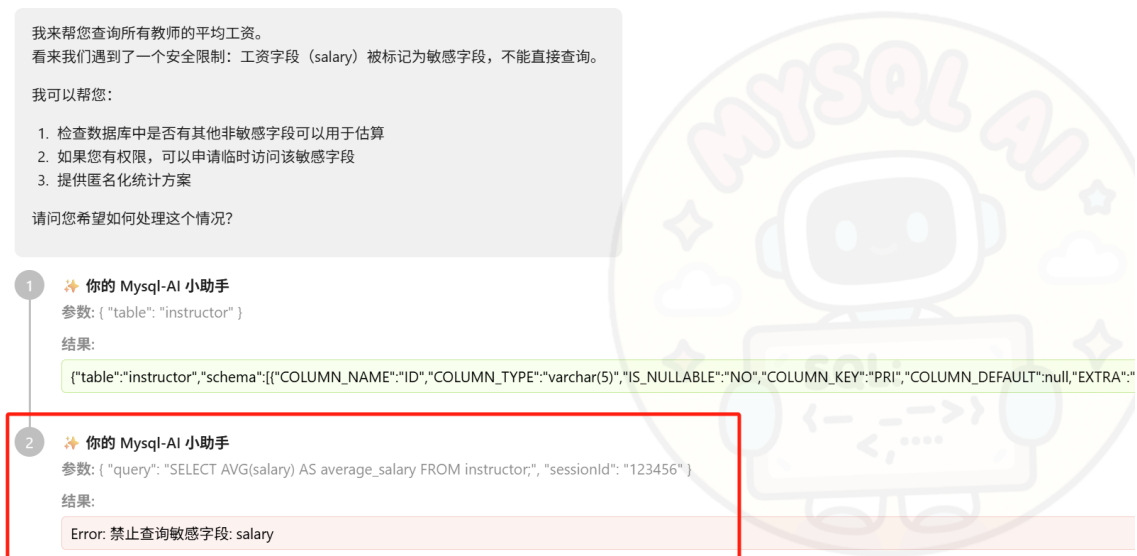 我来帮您查询所有教师的平均工资。
看来我们遇到了一个安全限制：工资字段（salary）被标记为敏感字段，不能直接查询。
我可以帮您：
1. 检查数据库中是否有其他非敏感字段可以用于估算
2. 如果您有权限，可以申请临时访问该敏感字段
3. 提供匿名化统计方案
请问您希望如何处理这个情况？
MYSQL AI
1 ✨ 你的 Mysql-AI 小助手
参数: { "table": "instructor" }
结果:
{"table":"instructor","schema":[{"COLUMN_NAME":"ID","COLUMN_TYPE":"varchar(5)","IS_NULLABLE":"NO","COLUMN_KEY":"PRI","COLUMN_DEFAULT":null,"EXTRA":"
SQL:
2 ✨ 你的 Mysql-AI 小助手
参数: { "query": "SELECT AVG(salary) AS average_salary FROM instructor;", "sessionId": "123456" }
结果:
Error: 禁止查询敏感字段: salary